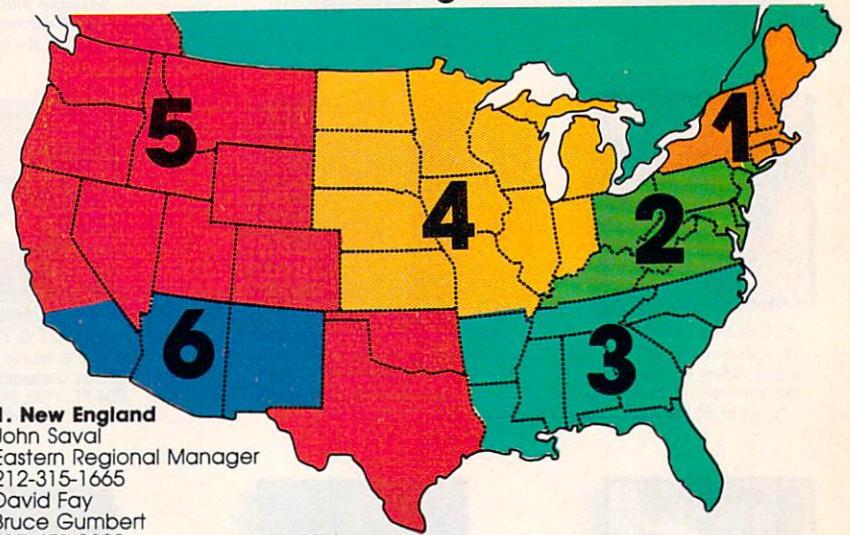 5
1
4
2
6
3
1. New England
John Saval
Eastern Regional Manager
212-315-1665
David Fay
Bruce Gumbert